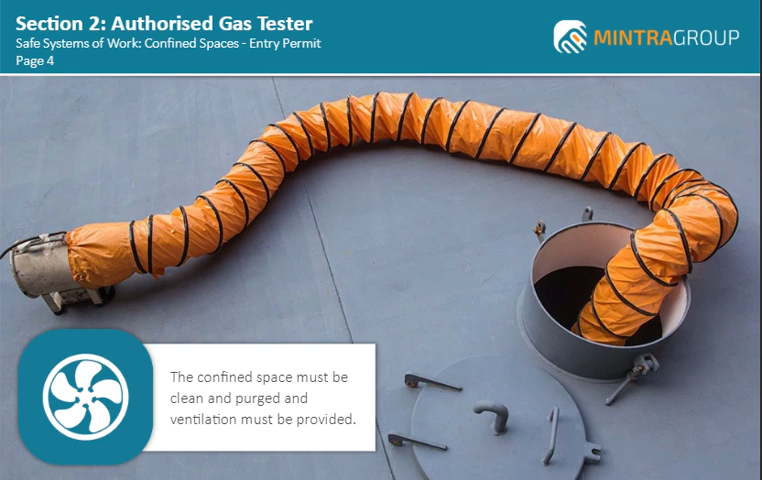 Section 2: Authorised Gas Tester
Safe Systems of Work: Confined Spaces - Entry Permit
Page 4
MINTRAGROUP
The confined space must be
clean and purged and
ventilation must be provided.